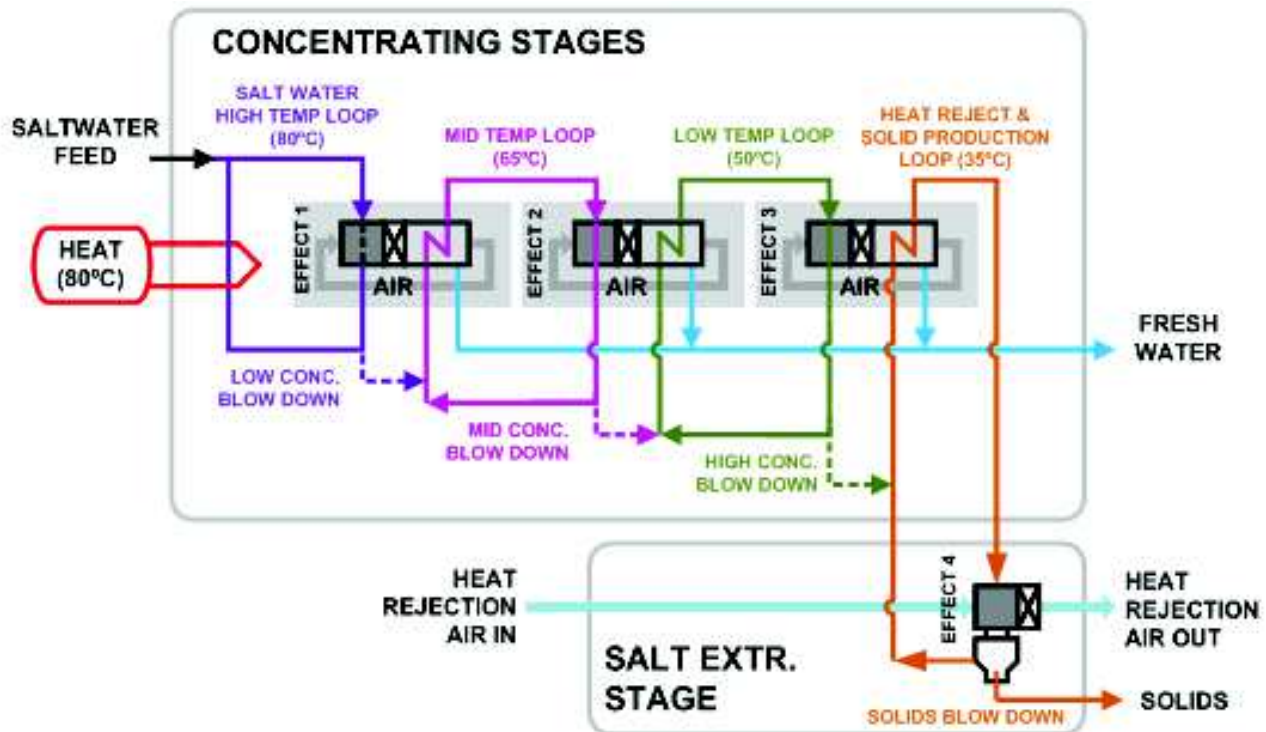 CONCENTRATING STAGES
SALT WATER
HIGH TEMP LOOP
(80ºC)
SALTWATER
FEED
MID TEMP LOOP
(65ºC)
LOW TEMP LOOP
(50ºC)
HEAT REJECT &
SOLID PRODUCTION
LOOP (35ºC)
HEAT
(80ºC)
EFFECT 1
AIR
EFFECT 2
AIR
EFFECT 3
AIR
FRESH
WATER
LOW CONC.
BLOW DOWN
MID CONC.
BLOW DOWN
HIGH CONC.
BLOW DOWN
HEAT
REJECTION
AIR IN
EFFECT 4
HEAT
REJECTION
AIR OUT
SALT EXTR.
STAGE
SOLIDS BLOW DOWN
SOLIDS